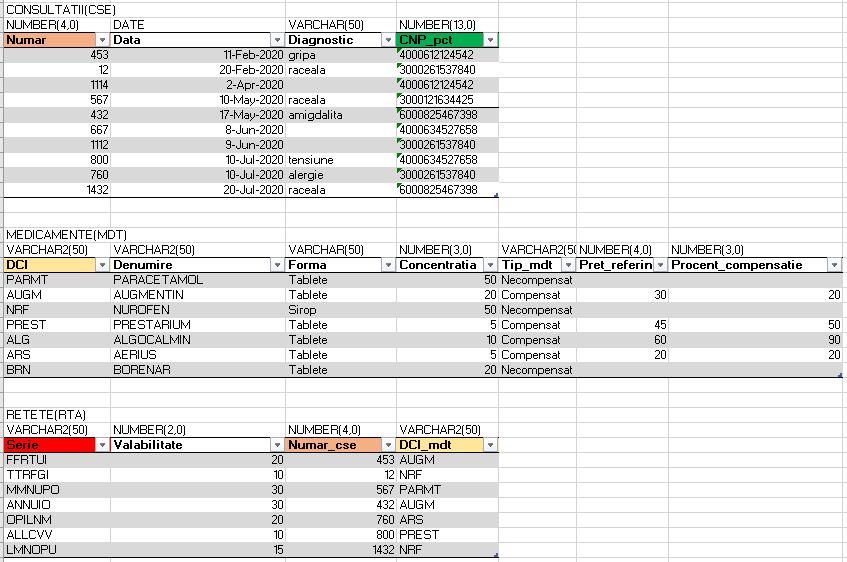 CONSULTATII(CSE)
NUMBER(4,0) DATE VARCHAR(50) NUMBER(13,0)
Numar Data Diagnostic CNP_pct
453 11-Feb-2020 gripa 4000612124542
12 20-Feb-2020 raceala 3000261537840
1114 2-Apr-2020 4000612124542
567 10-May-2020 raceala 3000121634425
432 17-May-2020 amigdalita 6000825467398
667 8-Jun-2020 4000634527658
1112 9-Jun-2020 3000261537840
800 10-Jul-2020 tensiune 4000634527658
760 10-Jul-2020 alergie 3000261537840
1432 20-Jul-2020 raceala 6000825467398
MEDICAMENTE(MDT)
VARCHAR2(50) VARCHAR2(50) VARCHAR(50) NUMBER(3,0) VARCHAR2(5( NUMBER(4,0) NUMBER(3,0)
DCI Denumire Forma Concentratia Tip_mdt Pret_referin Procent_compensatie
PARMT PARACETAMOL Tablete 50 Necompensat
AUGM AUGMENTIN Tablete 20 Compensat 30 20
NRF NUROFEN Sirop 50 Necompensat
PREST PRESTARIUM Tablete 5 Compensat 45 50
ALG ALGOCALMIN Tablete 10 Compensat 60 90
ARS AERIUS Tablete 5 Compensat 20 20
BRN BORENAR Tablete 20 Necompensat
RETETE(RTA)
VARCHAR2(50) NUMBER(2,0) NUMBER(4,0) VARCHAR2(50)
Serie Valabilitate Numar_cse DCI_mdt
FFRTUI 20 453 AUGM
TTRFGI 10 12 NRF
MMNUPO 30 567 PARMT
ANNUIO 30 432 AUGM
OPILNM 20 760 ARS
ALLCVV 10 800 PREST
LMNOPU 15 1432 NRF